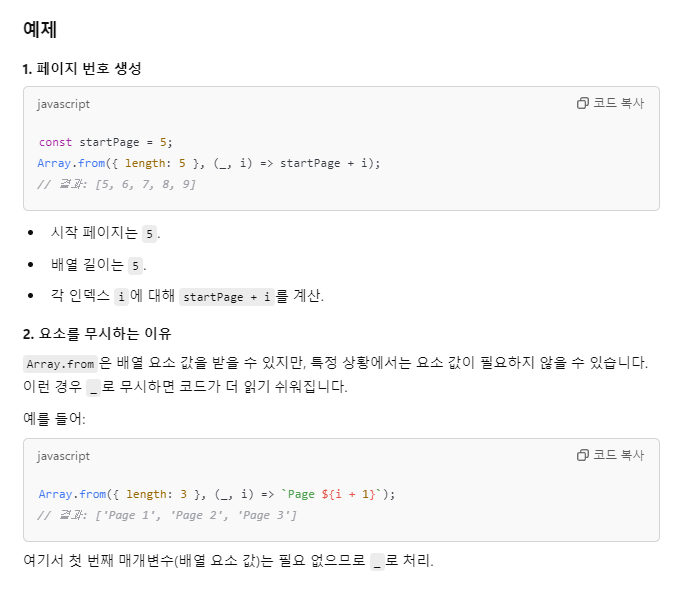 예제
1. 페이지 번호 생성
javascript
코드 복사
const startPage = 5;
Array.from({ length: 5 }, (_, i) => startPage + i);
// 결과: [5, 6, 7, 8, 9]
• 시작 페이지는 5.
• 배열 길이는 5.
• 각 인덱스 i에 대해 startPage + i를 계산.
2. 요소를 무시하는 이유
Array.from은 배열 요소 값을 받을 수 있지만, 특정 상황에서는 요소 값이 필요하지 않을 수 있습니다.
이런 경우 _로 무시하면 코드가 더 읽기 쉬워집니다.
예를 들어:
javascript
코드 복사
Array.from({ length: 3 }, (_, i) => `Page ${i + 1}`);
// 결과: ['Page 1', 'Page 2', 'Page 3']
여기서 첫 번째 매개변수(배열 요소 값)는 필요 없으므로 _로 처리.